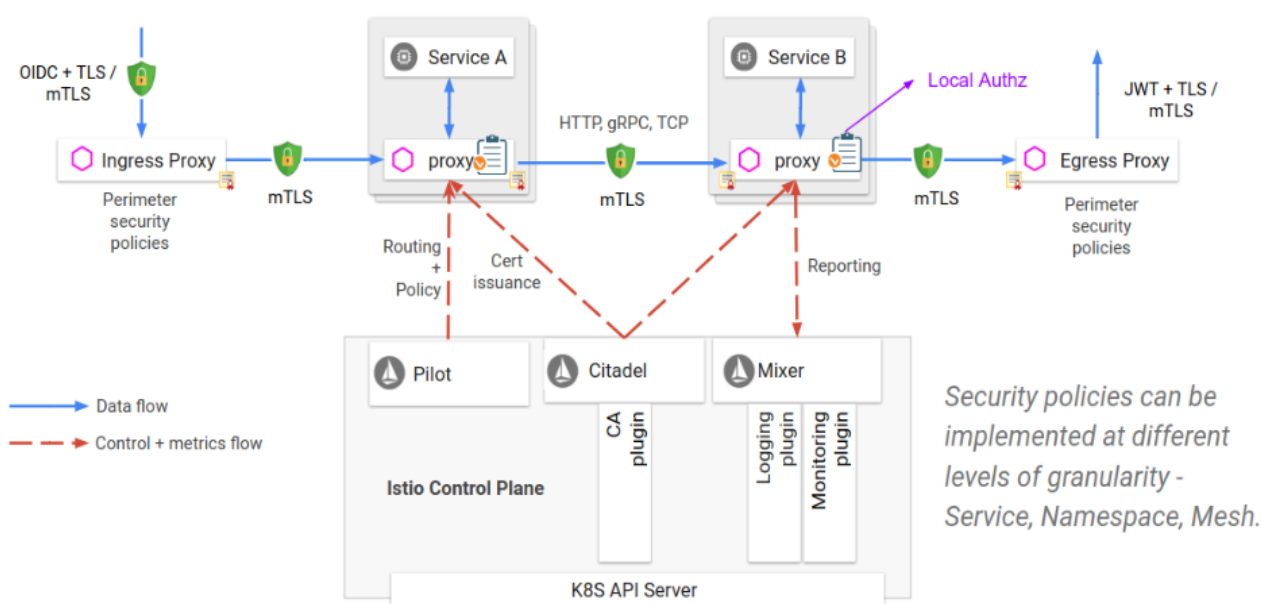 OIDC + TLS /
mTLS
Ingress Proxy
Perimeter
security
policies
mTLS
Service A
proxy
HTTP, gRPC, TCP
mTLS
Service B
proxy
Local Authz
mTLS
JWT + TLS /
mTLS
Egress Proxy
Perimeter
security
policies
Routing
+
Policy
Cert
issuance
Reporting
Pilot
Citadel
Mixer
CA
plugin
Logging
plugin
Monitoring
plugin
Istio Control Plane
K8S API Server
Data flow
Control + metrics flow
Security policies can be
implemented at different
levels of granularity -
Service, Namespace, Mesh.